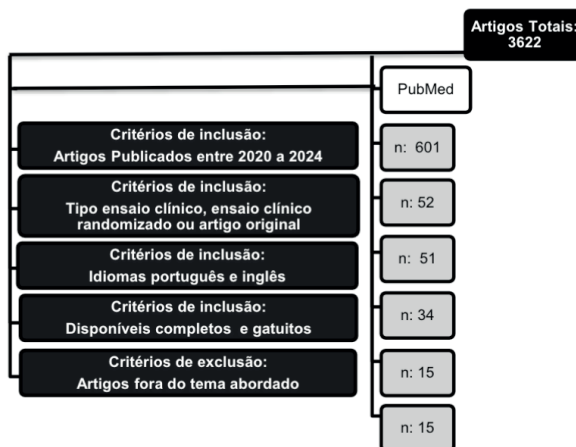 Artigos Totais:
3622
PubMed
Critérios de inclusão:
Artigos Publicados entre 2020 a 2024
n: 601
Critérios de inclusão:
Tipo ensaio clínico, ensaio clínico
randomizado ou artigo original
n: 52
Critérios de inclusão:
Idiomas português e inglês
n: 51
Critérios de inclusão:
Disponíveis completos e gatuitos
n: 34
Critérios de exclusão:
Artigos fora do tema abordado
n: 15
n: 15